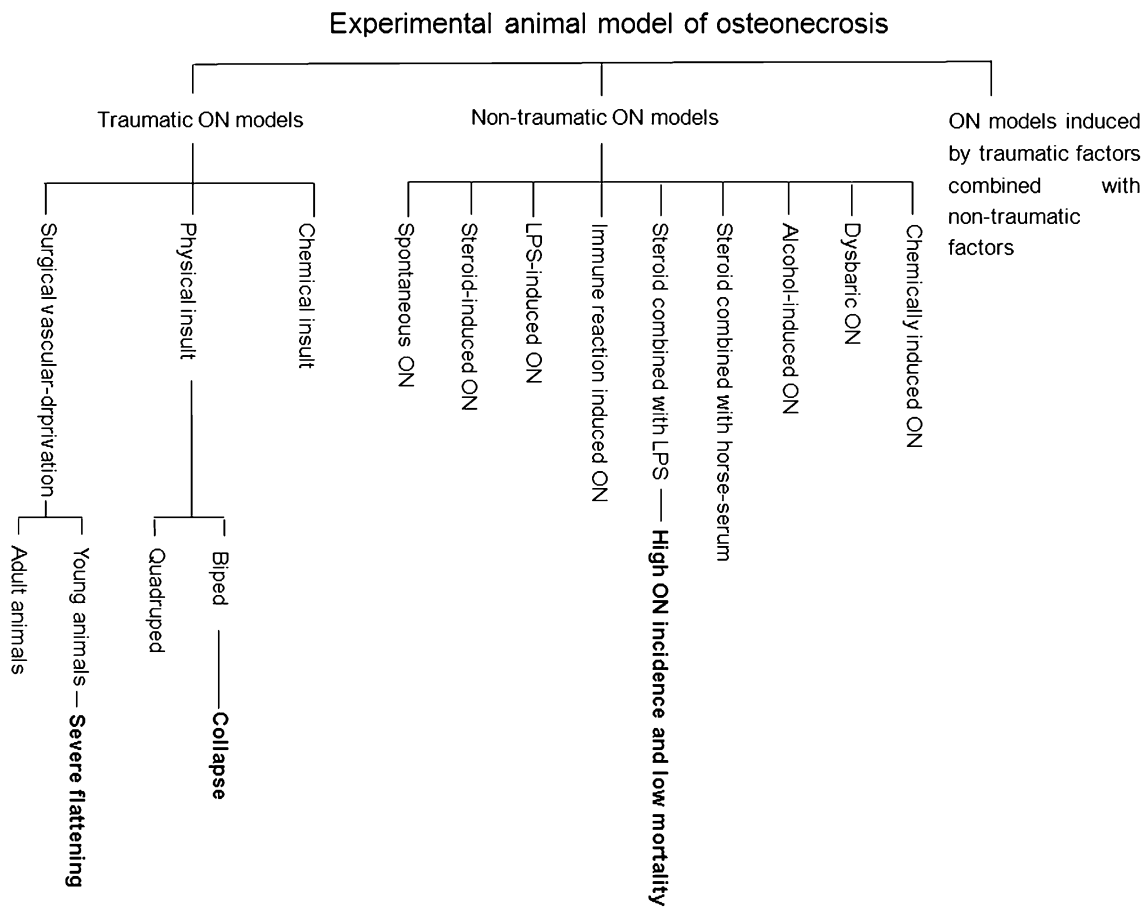 Experimental animal model of osteonecrosis
Traumatic ON models
Non-traumatic ON models
ON models induced
by traumatic factors
combined with
non-traumatic
factors
Surgical vascular-drprivation
Physical insult
Chemical insult
Spontaneous ON
Steroid-induced ON
LPS-induced ON
Immune reaction induced ON
Steroid combined with LPS
Steroid combined with horse-serum
Alcohol-induced ON
Dysbaric ON
Chemically induced ON
Adult animals
Young animals
Severe flattening
Quadruped
Biped
Collapse
High ON incidence and low mortality